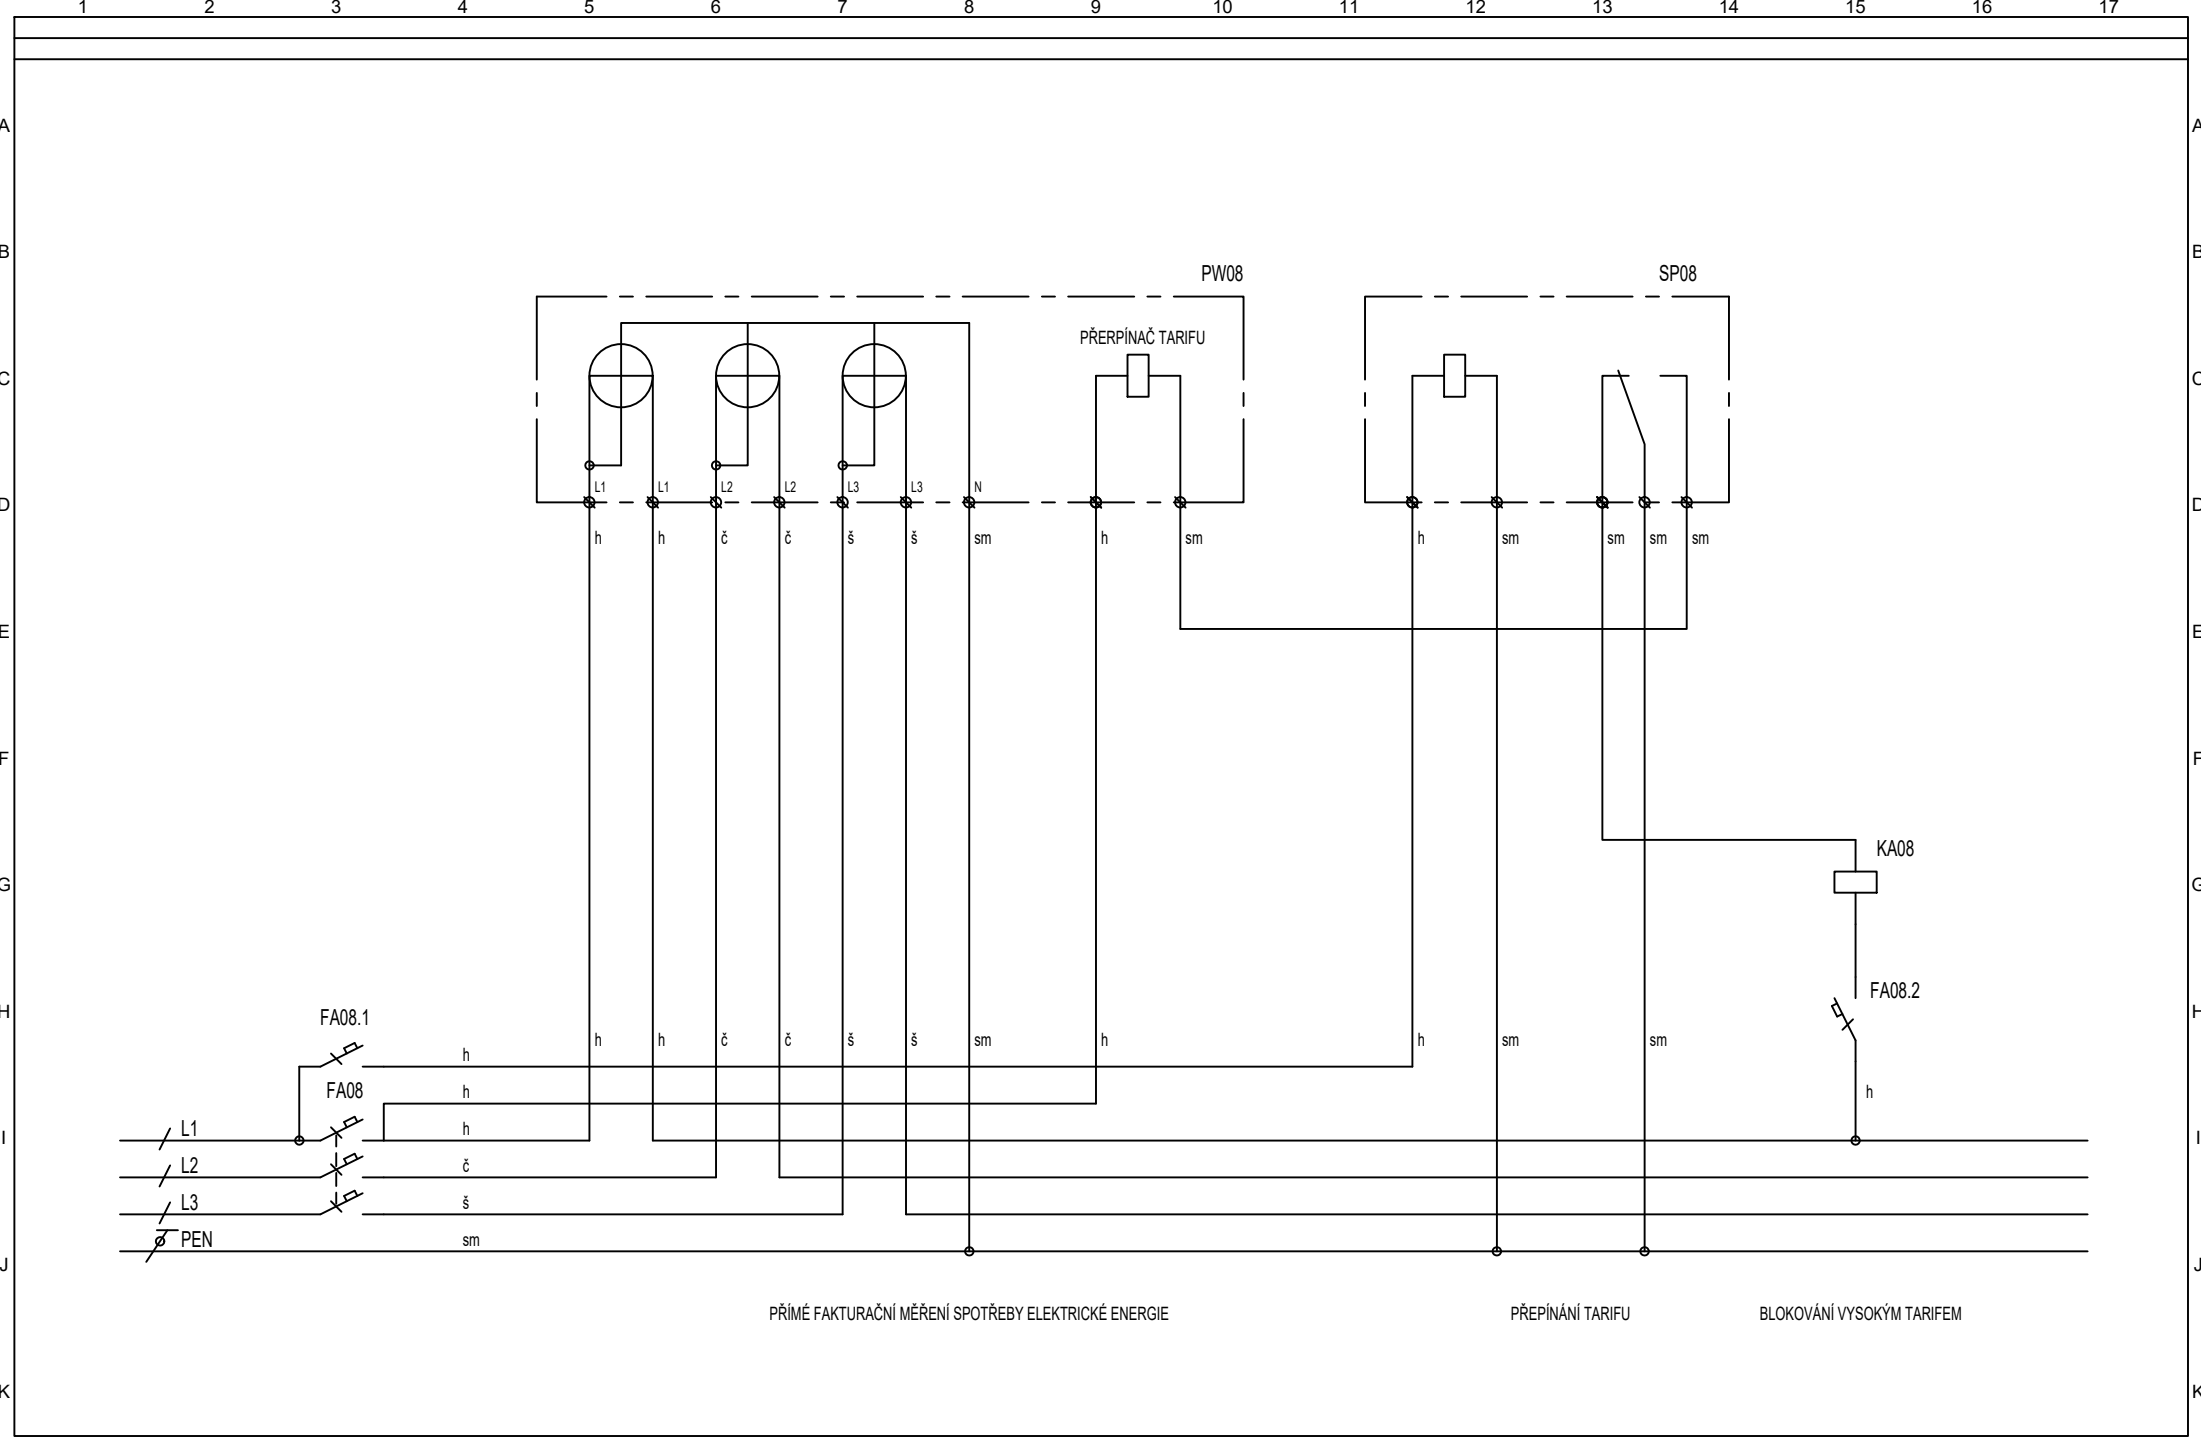 1 2 3 4 5 6 7 8 9 10 11 12 13 14 15 16 17
A A
B B
PW08 SP08
PŘERPÍNAČ TARIFU
C C
L1 L1 L2 L2 L3 L3 N
D D
h h č č š š sm h sm h sm sm sm sm
E E
F F
KA08
G G
FA08.2
H H
FA08.1
h h č č š š sm h h sm sm
h
FA08
h h
I I
L1 h
L2 č
L3 š
PEN sm
J J
PŘÍMÉ FAKTURAČNÍ MĚŘENÍ SPOTŘEBY ELEKTRICKÉ ENERGIE PŘEPÍNÁNÍ TARIFU BLOKOVÁNÍ VYSOKÝM TARIFEM
K K